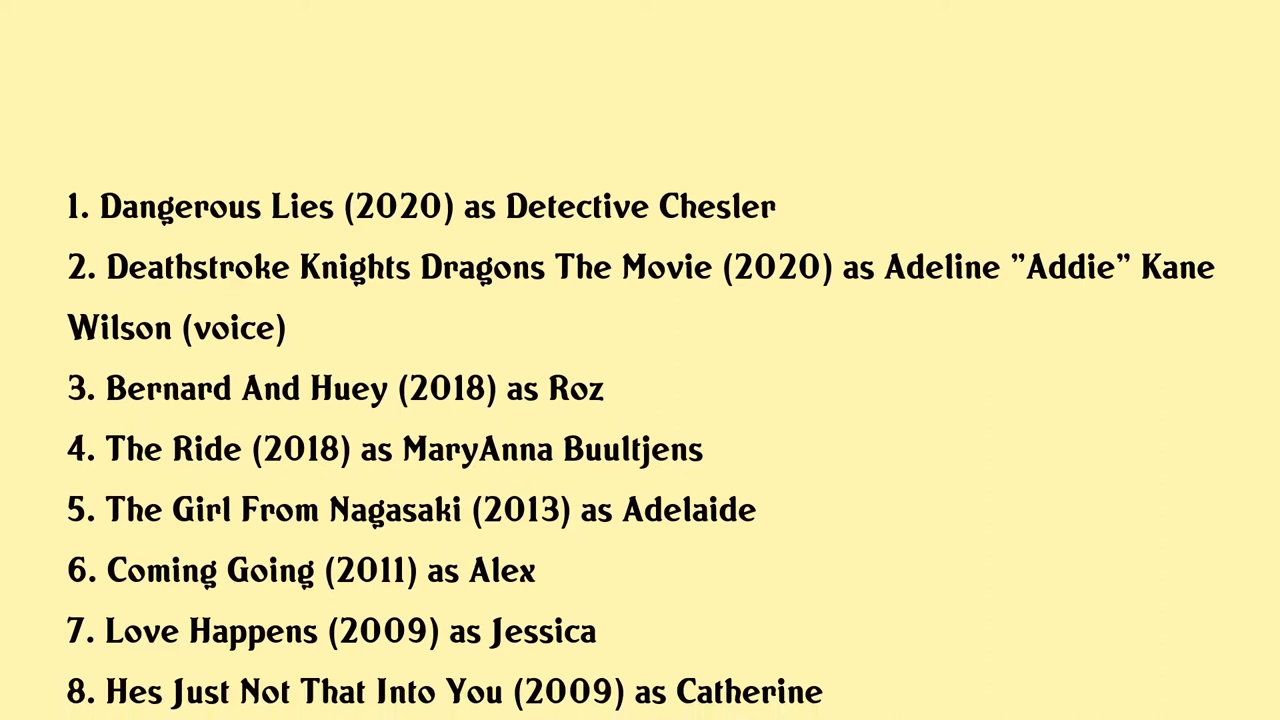 1. Dangerous Lies (2020) as Detective Chesler
2. Deathstroke Knights Dragons The Movie (2020) as Adeline ”Addie” Kane
Wilson (voice)
3. Bernard And Huey (2018) as Roz
4. The Ride (2018) as MaryAnna Buultjens
5. The Girl From Nagasaki (2013) as Adelaide
6. Coming Going (2011) as Alex
7. Love Happens (2009) as Jessica
8. Hes Just Not That Into You (2009) as Catherine